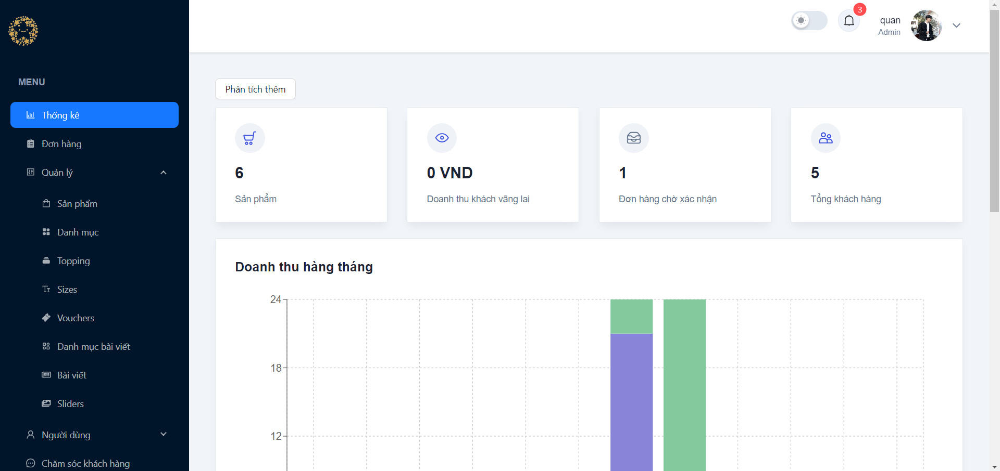 3
quan
Admin
MENU
Thống kê
Đơn hàng
Quản lý
Sản phẩm
Danh mục
Topping
Sizes
Vouchers
Danh mục bài viết
Bài viết
Sliders
Người dùng
Chăm sóc khách hàng
Phân tích thêm
6
Sản phẩm
0 VND
Doanh thu khách vãng lai
1
Đơn hàng chờ xác nhận
5
Tổng khách hàng
Doanh thu hàng tháng
24
18
12